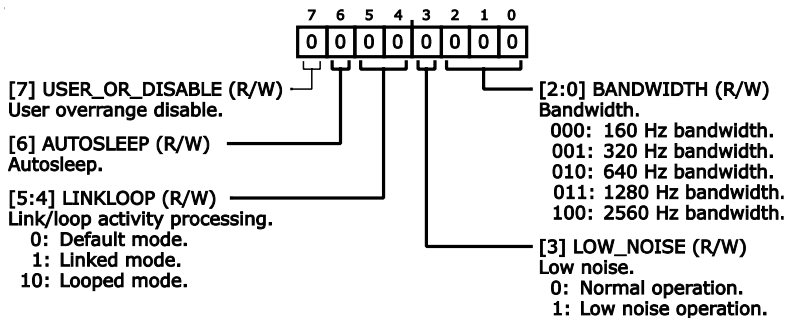 7 6 5 4 3 2 1 0
0 0 0 0 0 0 0 0
[7] USER_OR_DISABLE (R/W)
User overrange disable.
[6] AUTOSLEEP (R/W)
Autosleep.
[5:4] LINKLOOP (R/W)
Link/loop activity processing.
0: Default mode.
1: Linked mode.
10: Looped mode.
[2:0] BANDWIDTH (R/W)
Bandwidth.
000: 160 Hz bandwidth.
001: 320 Hz bandwidth.
010: 640 Hz bandwidth.
011: 1280 Hz bandwidth.
100: 2560 Hz bandwidth.
[3] LOW_NOISE (R/W)
Low noise.
0: Normal operation.
1: Low noise operation.